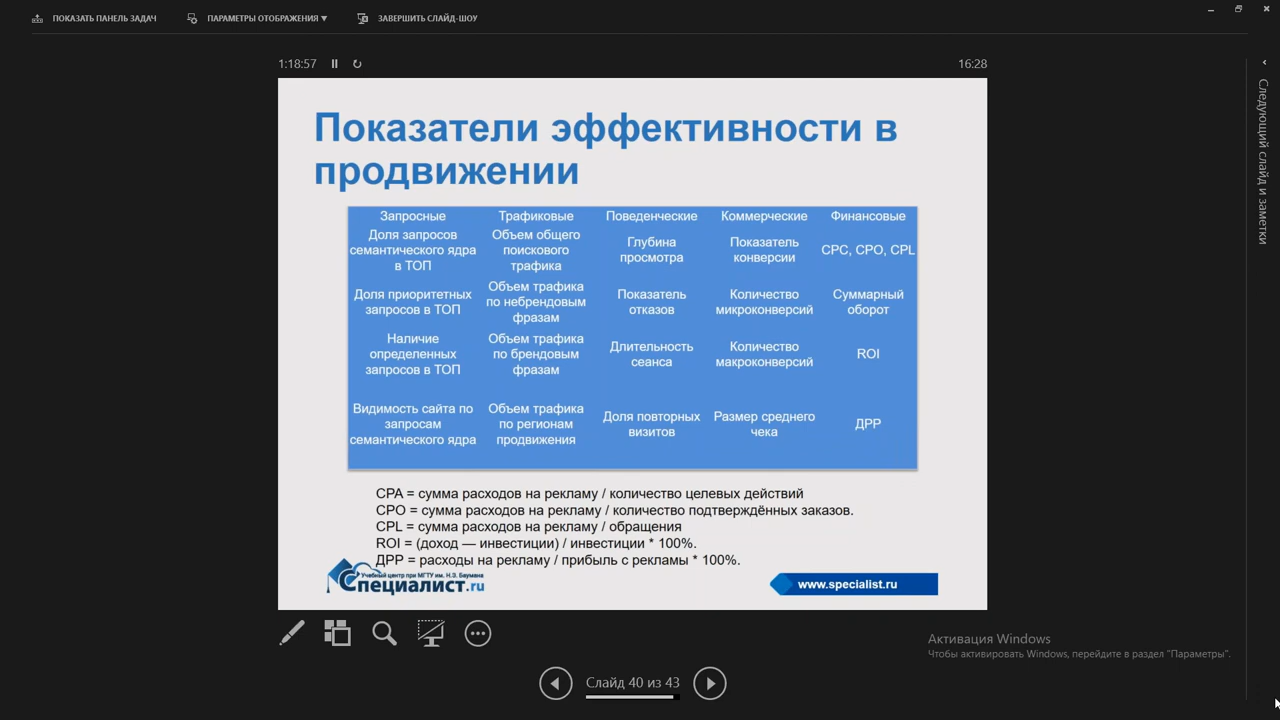 ПОКАЗАТЬ ПАНЕЛЬ ЗАДАЧ
ПАРАМЕТРЫ ОТОБРАЖЕНИЯ ▼
ЗАВЕРШИТЬ СЛАЙД-ШОУ
1:18:57
16:28
Следующий слайд и заметки
Показатели эффективности в
продвижении
Запросные Трафиковые Поведенческие Коммерческие Финансовые
Доля запросов
семантического ядра
в ТОП
Объем общего
поискового
трафика
Глубина
просмотра
Показатель
конверсии
CPC, CPO, CPL
Доля приоритетных
запросов в ТОП
Объем трафика
по небрендовым
фразам
Показатель
отказов
Количество
микроконверсий
Суммарный
оборот
Наличие
определенных
запросов в ТОП
Объем трафика
по брендовым
фразам
Длительность
сеанса
Количество
макроконверсий
ROI
Видимость сайта по
запросам
семантического ядра
Объем трафика
по регионам
продвижения
Доля повторных
визитов
Размер среднего
чека
ДРР
CPA = сумма расходов на рекламу / количество целевых действий
CPO = сумма расходов на рекламу / количество подтверждённых заказов.
CPL = сумма расходов на рекламу / обращения
ROI = (доход — инвестиции) / инвестиции * 100%.
ДРР = расходы на рекламу / прибыль с рекламы * 100%.
Учебный центр при МГТУ им. Н.Э. Баумана
Специалист.ru
www.specialist.ru
Активация Windows
Чтобы активировать Windows, перейдите в раздел "Параметры".
Слайд 40 из 43